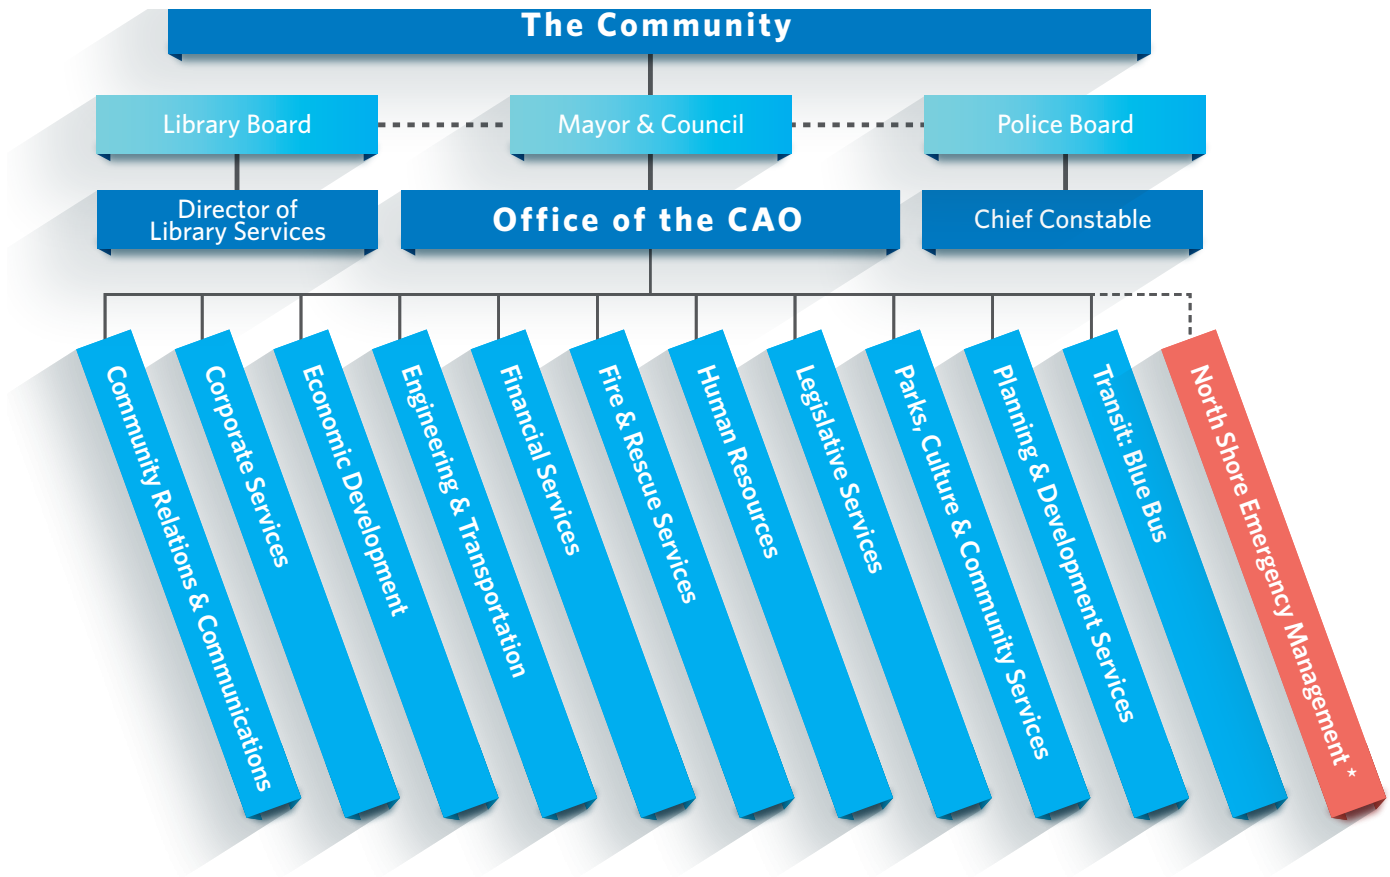 The Community
Library Board
Mayor & Council
Police Board
Director of
Library Services
Office of the CAO
Chief Constable
Community Relations & Communications
Corporate Services
Economic Development
Engineering & Transportation
Financial Services
Fire & Rescue Services
Human Resources
Legislative Services
Parks, Culture & Community Services
Planning & Development Services
Transit: Blue Bus
North Shore Emergency Management *